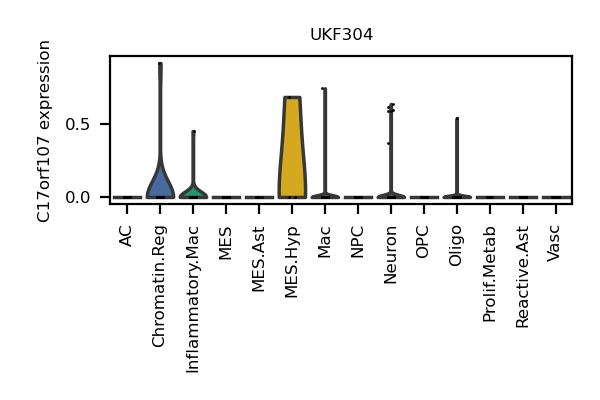 UKF304
C17orf107 expression
0.5
0.0
AC
Chromatin.Reg
Inflammatory.Mac
MES
MES.Ast
MES.Hyp
Mac
NPC
Neuron
OPC
Oligo
Prolif.Metab
Reactive.Ast
Vasc